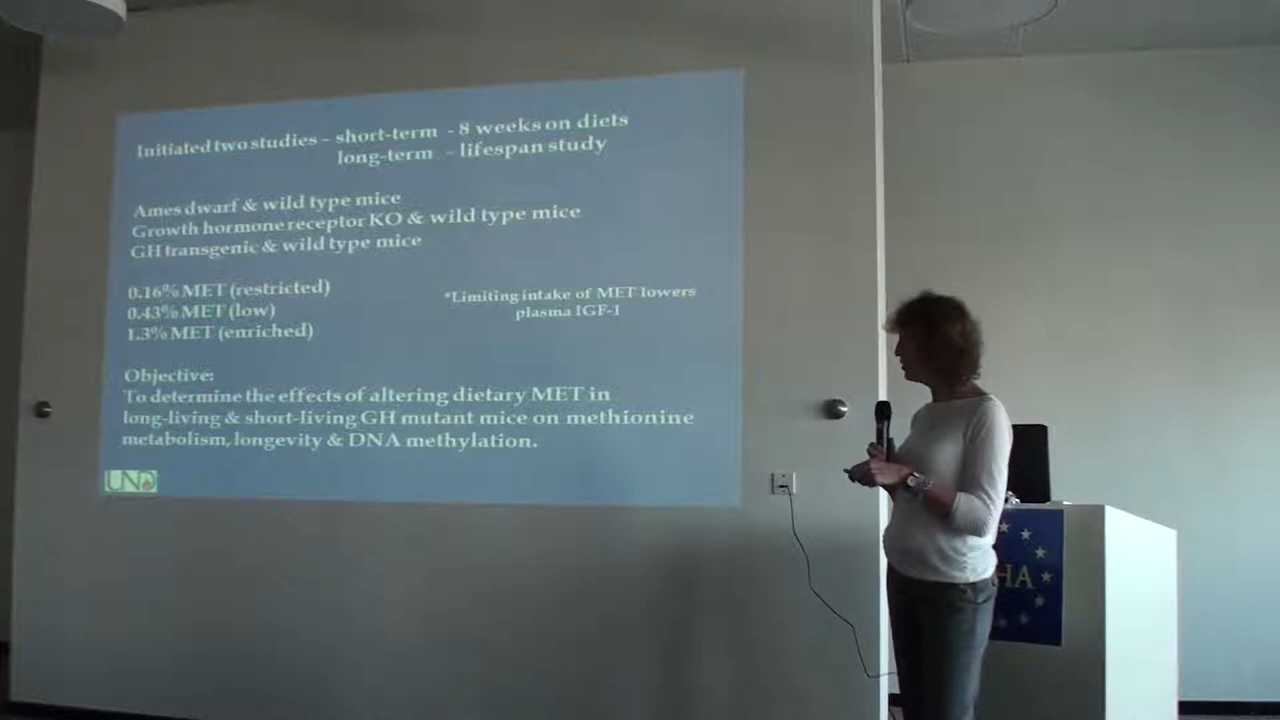 Initiated two studies – short-term - 8 weeks on diets
long-term - lifespan study
Ames dwarf & wild type mice
Growth hormone receptor KO & wild type mice
GH transgenic & wild type mice
0.16% MET (restricted)
0.43% MET (low)
1.3% MET (enriched)
*Limiting intake of MET lowers
plasma IGF-1
Objective:
To determine the effects of altering dietary MET in
long-living & short-living GH mutant mice on methionine
metabolism, longevity & DNA methylation.
UND
HA